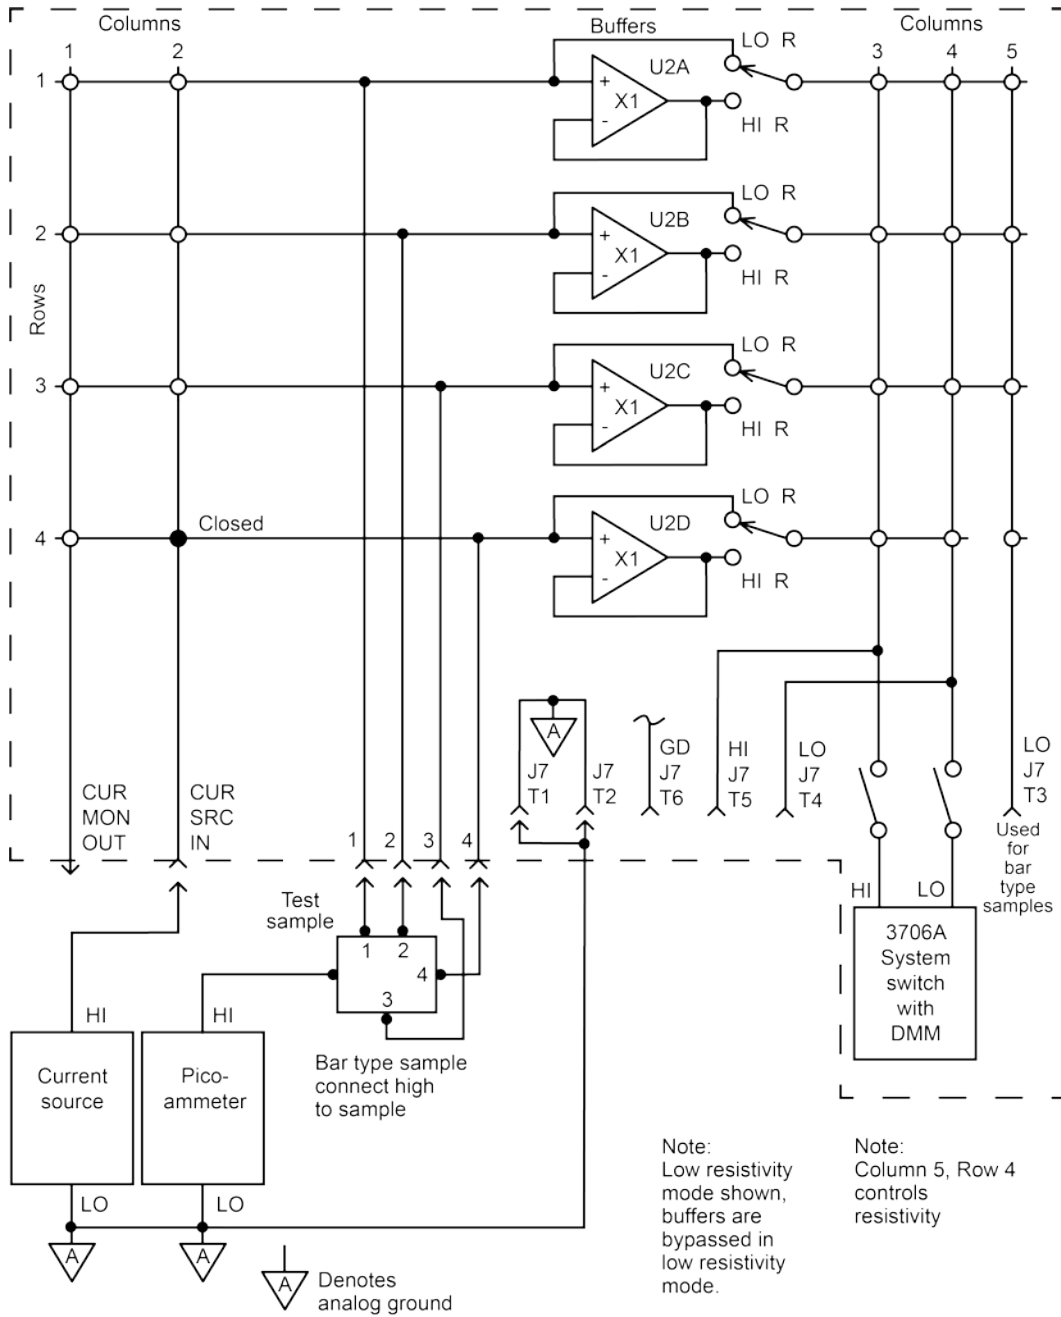 Columns
Buffers
Columns
1
2
3
4
5
LO R
U2A
1
+
X1
-
HI R
LO R
U2B
2
+
X1
-
HI R
Rows
LO R
U2C
3
+
X1
-
HI R
LO R
Closed
U2D
4
+
X1
-
HI R
A
J7
T1
J7
T2
GD
J7
T6
HI
J7
T5
LO
J7
T4
LO
J7
T3
CUR
MON
OUT
CUR
SRC
IN
1
2
3
4
Used
for
bar
type
samples
HI
LO
Test
sample
1
2
4
3
3706A
System
switch
with
DMM
HI
HI
Current
source
Pico-
ammeter
Bar type sample
connect high
to sample
LO
LO
A
A
A
Denotes
analog ground
Note:
Low resistivity
mode shown,
buffers are
bypassed in
low resistivity
mode.
Note:
Column 5, Row 4
controls
resistivity